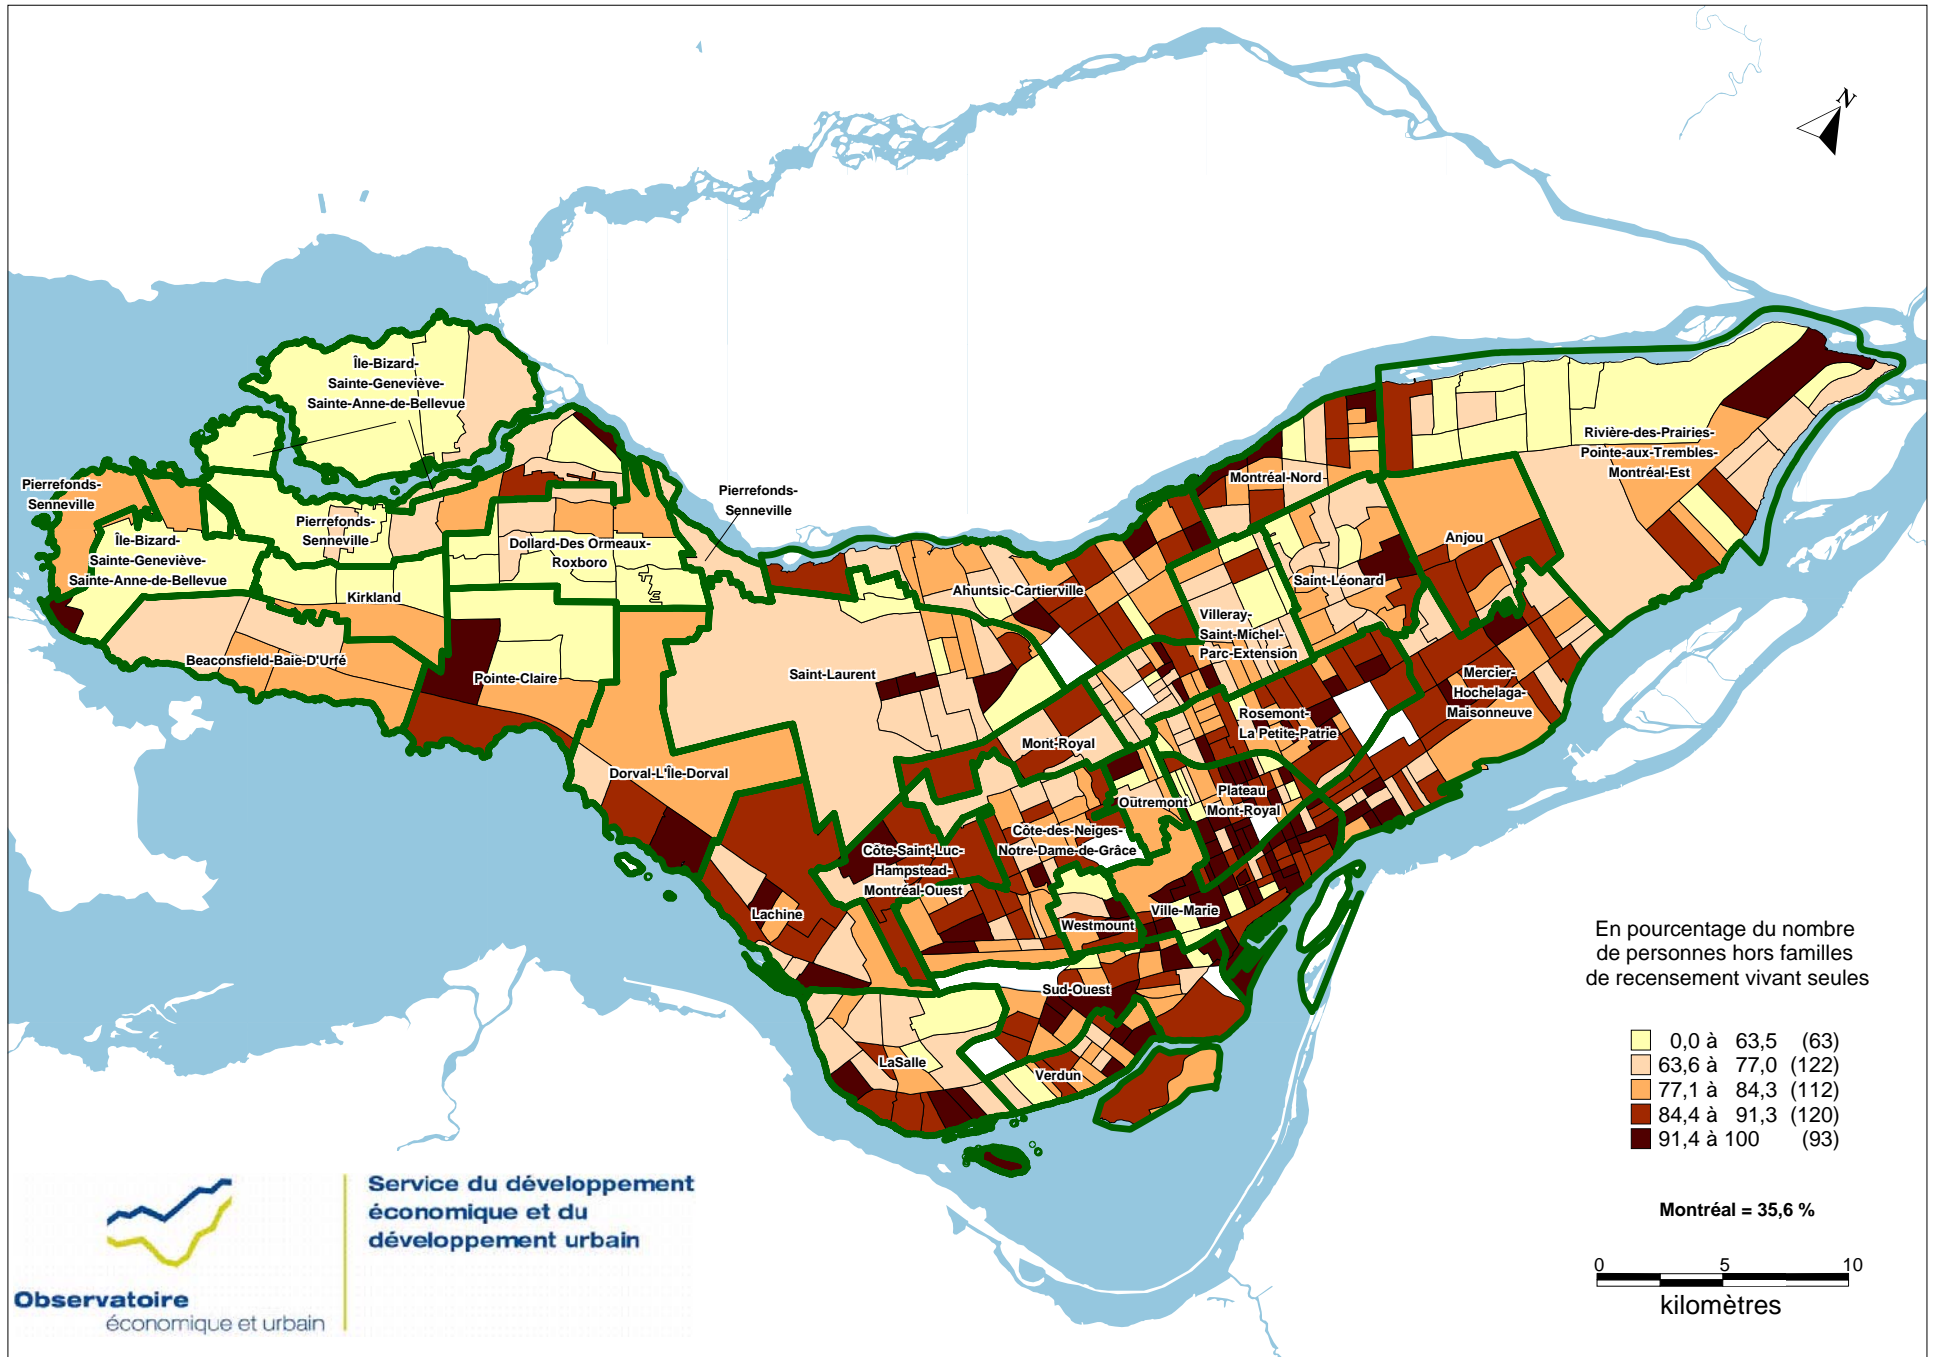 N
Île-Bizard-
Sainte-Geneviève-
Sainte-Anne-de-Bellevue
Pierrefonds-
Senneville
Pierrefonds-
Senneville
Pierrefonds-
Senneville
Île-Bizard-
Sainte-Geneviève-
Sainte-Anne-de-Bellevue
Dollard-Des Ormeaux-
Roxboro
Kirkland
Beaconsfield-Baie-D'Urfé
Pointe-Claire
Dorval-L'Île-Dorval
Saint-Laurent
Ahuntsic-Cartierville
Montréal-Nord
Rivière-des-Prairies-
Pointe-aux-Trembles-
Montréal-Est
Anjou
Saint-Léonard
Villeray-
Saint-Michel-
Parc-Extension
Mercier-
Hochelaga-
Maisonneuve
Rosemont-
La Petite-Patrie
Mont-Royal
Outremont
Plateau
Mont-Royal
Côte-des-Neiges-
Notre-Dame-de-Grâce
Côte-Saint-Luc-
Hampstead-
Montréal-Ouest
Lachine
Westmount
Ville-Marie
Sud-Ouest
LaSalle
Verdun
En pourcentage du nombre
de personnes hors familles
de recensement vivant seules
0,0 à 63,5 (63)
63,6 à 77,0 (122)
77,1 à 84,3 (112)
84,4 à 91,3 (120)
91,4 à 100 (93)
Montréal = 35,6 %
0 5 10
kilomètres
Service du développement
économique et du
développement urbain
Observatoire
économique et urbain